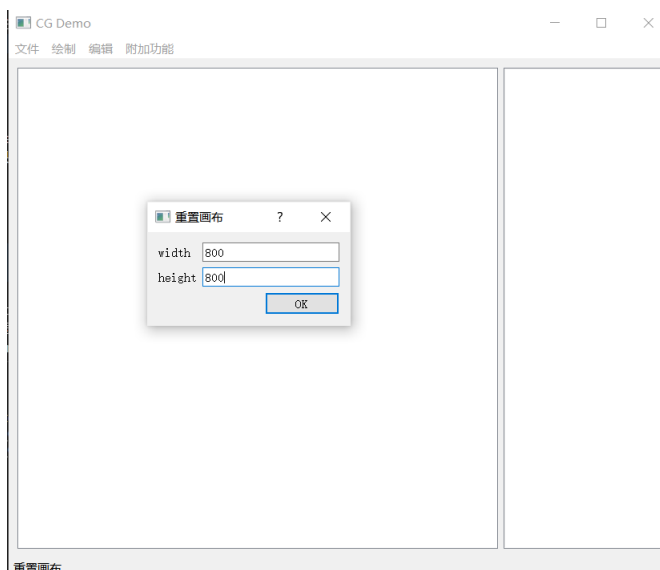 CG Demo
文件 绘制 编辑 附加功能
重置画布 ?
width 800
height 800
OK
重置画布